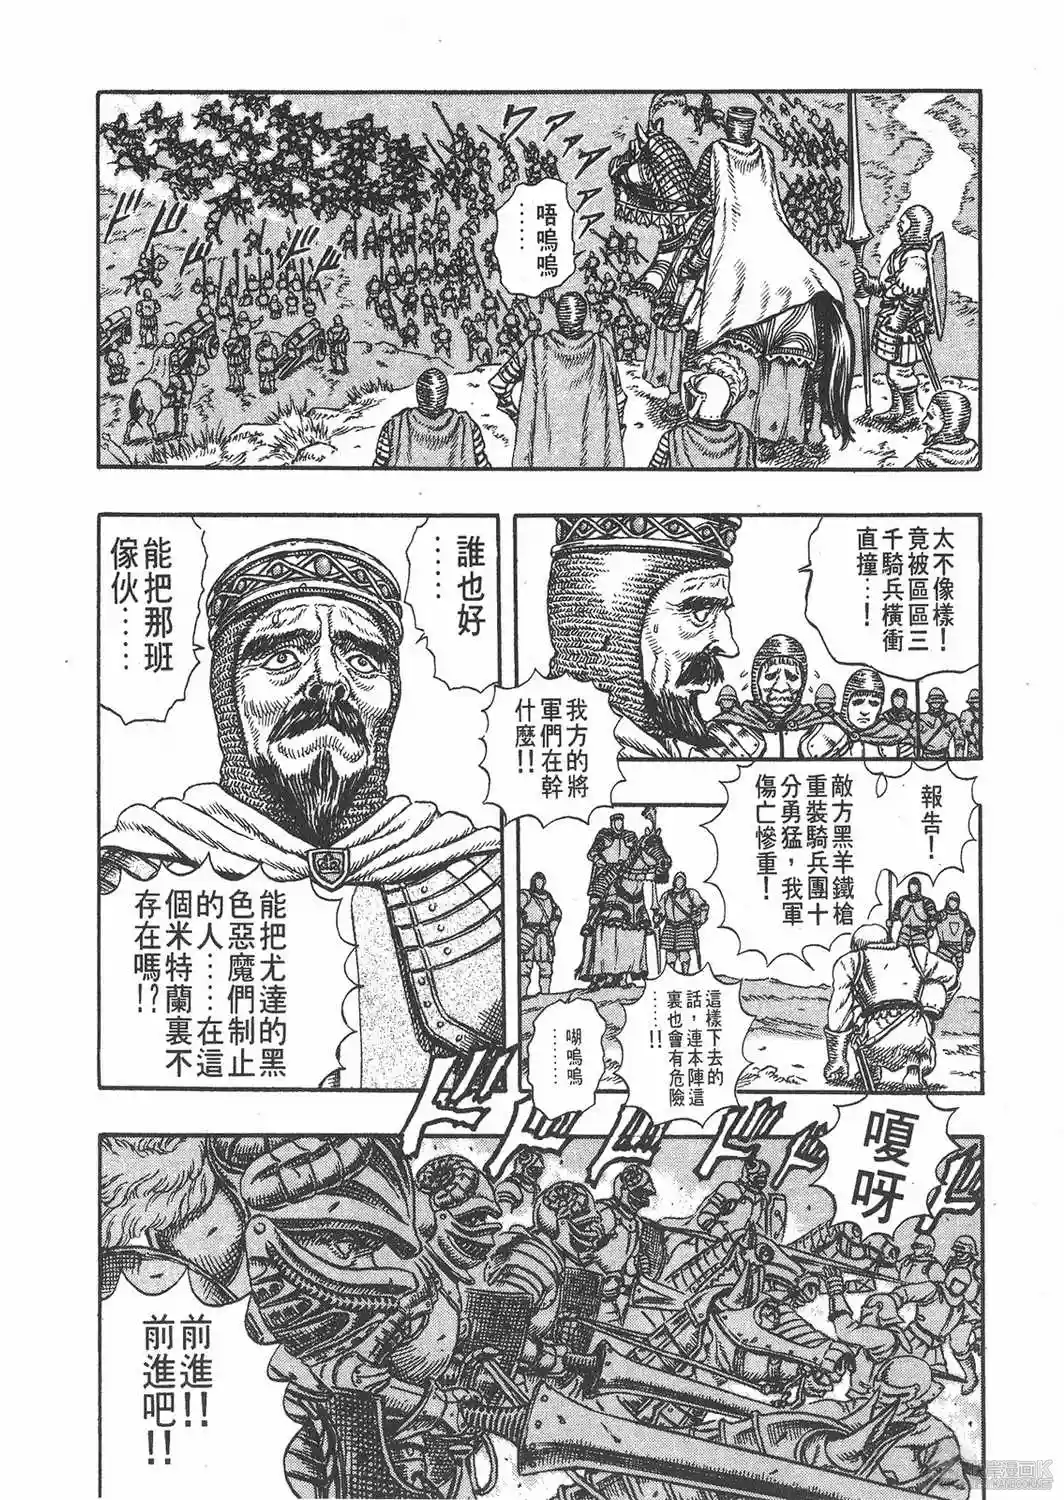 ワァァァ
ドドドド
唔嗚嗚
……
太不像樣!
竟被區區三
千騎兵橫衝
直撞…!
報告!
敵方黑羊鐵槍
重裝騎兵團十
分勇猛,我軍
傷亡慘重!
我方的將
軍們在幹
什麼!!
這樣下去的
話,連本陣這
裏也會有危險
……!!
嗚嗚
………
誰也好
……
能把那班
傢伙……
能把尤達的黑
色惡魔們制止
的人……在這
個米特蘭裏不
存在嗎!?
ドドドドドド
嗄呀
前進!!
前進吧!!